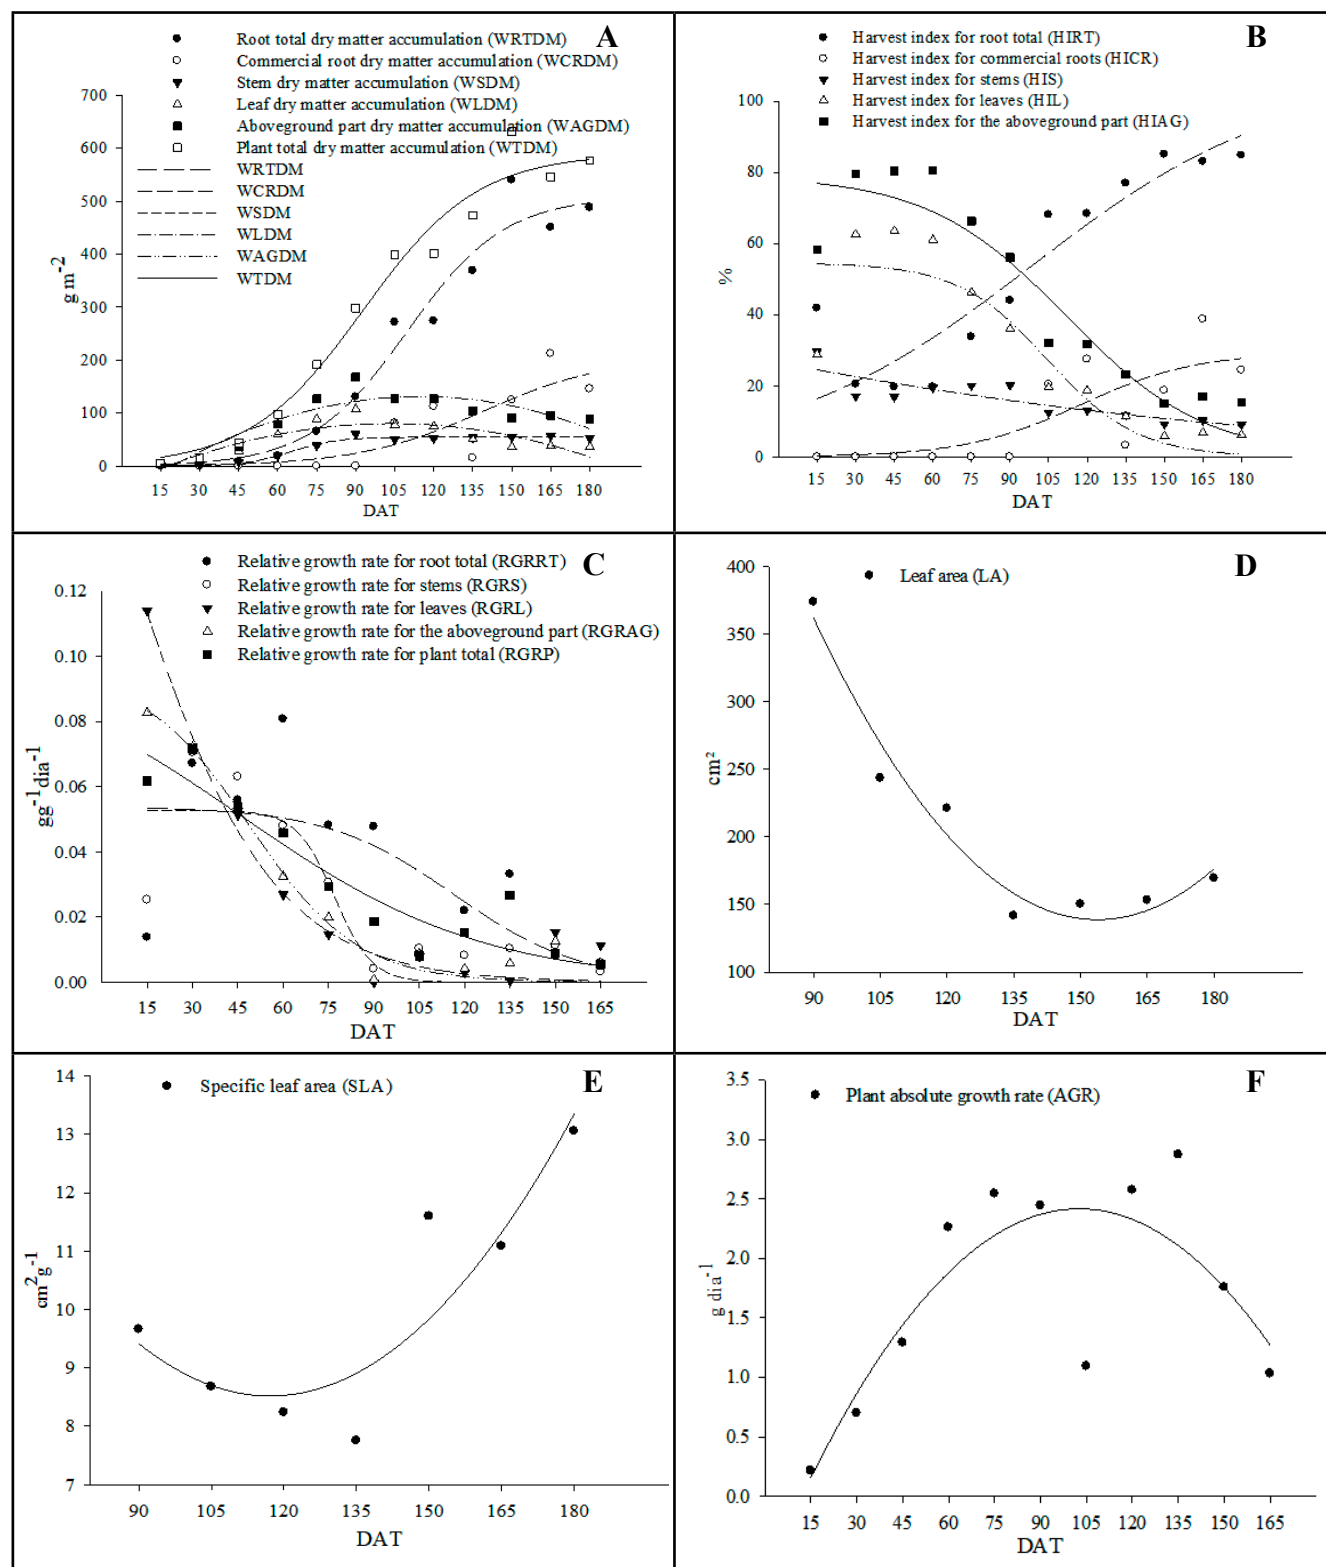 A
Root total dry matter accumulation (WRTDM)
Commercial root dry matter accumulation (WCRDM)
Stem dry matter accumulation (WSDM)
Leaf dry matter accumulation (WLDM)
Aboveground part dry matter accumulation (WAGDM)
Plant total dry matter accumulation (WTDM)
WRTDM
WCRDM
WSDM
WLDM
WAGDM
WTDM
g m-2
700
600
500
400
300
200
100
0
15 30 45 60 75 90 105 120 135 150 165 180
DAT
B
Harvest index for root total (HIRT)
Harvest index for commercial roots (HICR)
Harvest index for stems (HIS)
Harvest index for leaves (HIL)
Harvest index for the aboveground part (HIAG)
%
100
80
60
40
20
0
15 30 45 60 75 90 105 120 135 150 165 180
DAT
C
Relative growth rate for root total (RGRRT)
Relative growth rate for stems (RGRS)
Relative growth rate for leaves (RGRL)
Relative growth rate for the aboveground part (RGRAG)
Relative growth rate for plant total (RGRP)
gg-1dia-1
0.12
0.10
0.08
0.06
0.04
0.02
0.00
15 30 45 60 75 90 105 120 135 150 165
DAT
D
Leaf area (LA)
cm²
400
350
300
250
200
150
100
90 105 120 135 150 165 180
DAT
E
Specific leaf area (SLA)
cm2g-1
14
13
12
11
10
9
8
7
90 105 120 135 150 165 180
DAT
F
Plant absolute growth rate (AGR)
g dia-1
3.5
3.0
2.5
2.0
1.5
1.0
0.5
0.0
15 30 45 60 75 90 105 120 135 150 165
DAT